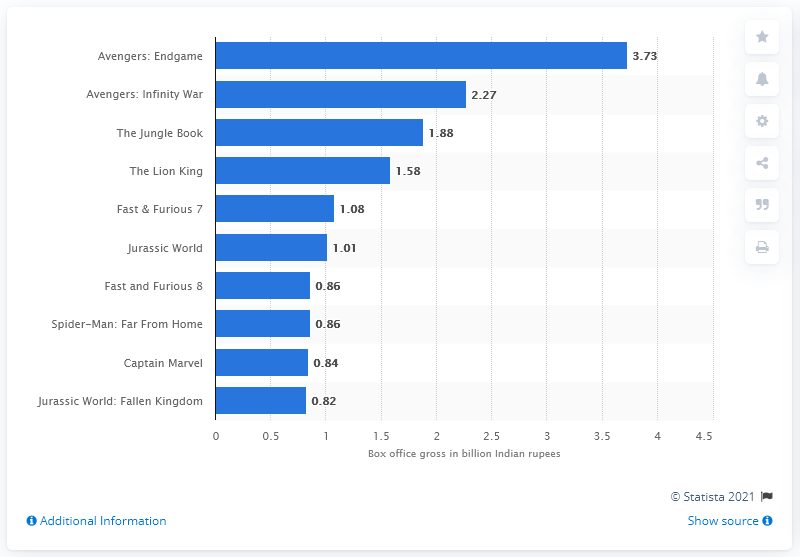 Avengers: Endgame 3.73
Avengers: Infinity War 2.27
The Jungle Book 1.88
The Lion King 1.58
Fast & Furious 7 1.08
Jurassic World 1.01
Fast and Furious 8 0.86
Spider-Man: Far From Home 0.86
Captain Marvel 0.84
Jurassic World: Fallen Kingdom 0.82
0 0.5 1 1.5 2 2.5 3 3.5 4 4.5
Box office gross in billion Indian rupees
© Statista 2021
Additional Information Show source